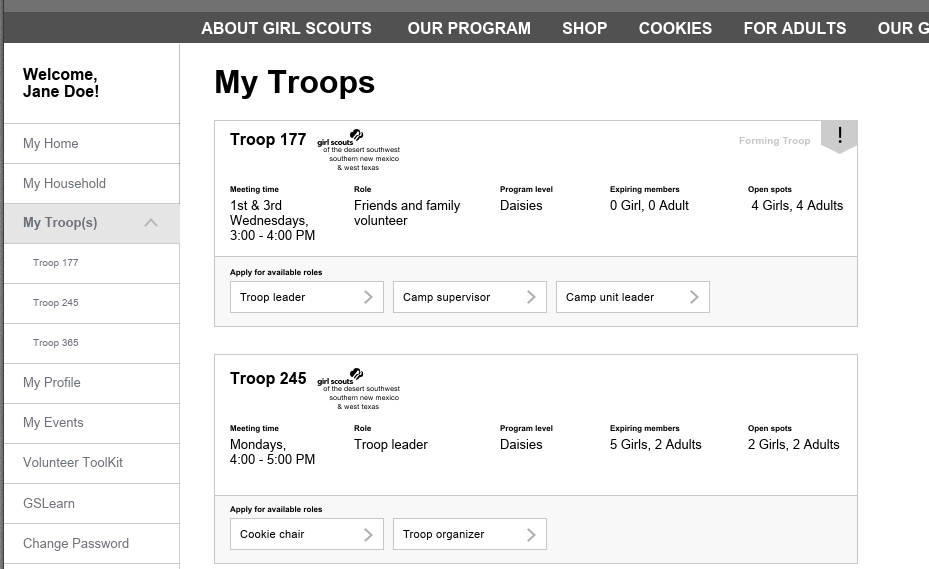 ABOUT GIRL SCOUTS OUR PROGRAM SHOP COOKIES FOR ADULTS OUR G
Welcome,
Jane Doe!
My Home
My Household
My Troop(s)
Troop 177
Troop 245
Troop 365
My Profile
My Events
Volunteer ToolKit
GSLearn
Change Password
My Troops
Troop 177
girl scouts
of the desert southwest
southern new mexico
& west texas
Forming Troop !
Meeting time Role Program level Expiring members Open spots
1st & 3rd Friends and family Daisies 0 Girl, 0 Adult 4 Girls, 4 Adults
Wednesdays, volunteer
3:00 - 4:00 PM
Apply for available roles
Troop leader Camp supervisor Camp unit leader
Troop 245
girl scouts
of the desert southwest
southern new mexico
& west texas
Meeting time Role Program level Expiring members Open spots
Mondays, Troop leader Daisies 5 Girls, 2 Adults 2 Girls, 2 Adults
4:00 - 5:00 PM
Apply for available roles
Cookie chair Troop organizer